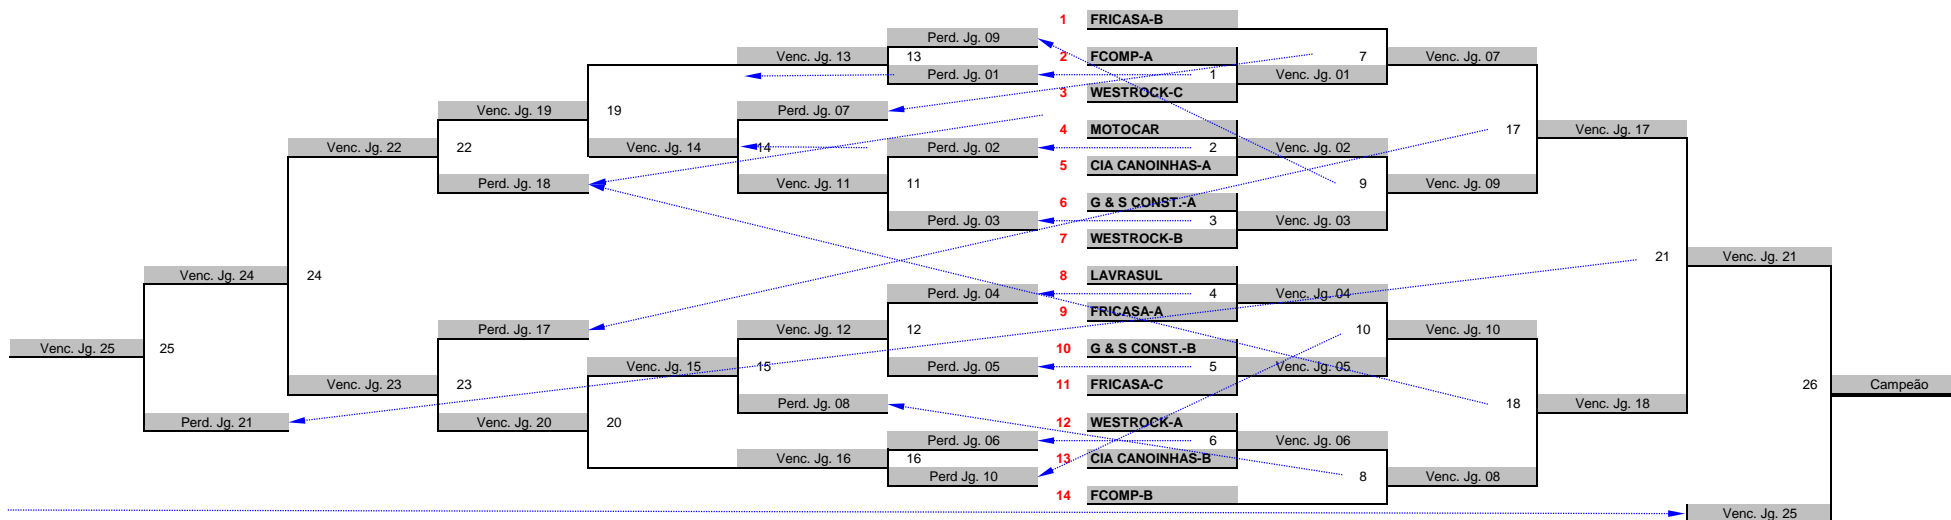 1 FRICASA-B
Perd. Jg. 09
Venc. Jg. 13 13 2 FCOMP-A 7 Venc. Jg. 07
Perd. Jg. 01 1 Venc. Jg. 01
3 WESTROCK-C
Venc. Jg. 19 19 Perd. Jg. 07
4 MOTOCAR 17 Venc. Jg. 17
Venc. Jg. 22 22 Venc. Jg. 14 14 Perd. Jg. 02 2 Venc. Jg. 02
5 CIA CANOINHAS-A
Perd. Jg. 18 Venc. Jg. 11 11 9 Venc. Jg. 09
6 G & S CONST.-A
Perd. Jg. 03 3 Venc. Jg. 03
7 WESTROCK-B
21 Venc. Jg. 21
Venc. Jg. 24 24 8 LAVRASUL
Perd. Jg. 04 4 Venc. Jg. 04
9 FRICASA-A
Perd. Jg. 17 Venc. Jg. 12 12 10 Venc. Jg. 10
Venc. Jg. 25 25 10 G & S CONST.-B
Venc. Jg. 15 15 Perd. Jg. 05 5 Venc. Jg. 05
Venc. Jg. 23 23 11 FRICASA-C 26 Campeão
Perd. Jg. 08 18 Venc. Jg. 18
Perd. Jg. 21 Venc. Jg. 20 20 12 WESTROCK-A
Perd. Jg. 06 6 Venc. Jg. 06
Venc. Jg. 16 16 13 CIA CANOINHAS-B
Perd Jg. 10 8 Venc. Jg. 08
14 FCOMP-B
Venc. Jg. 25